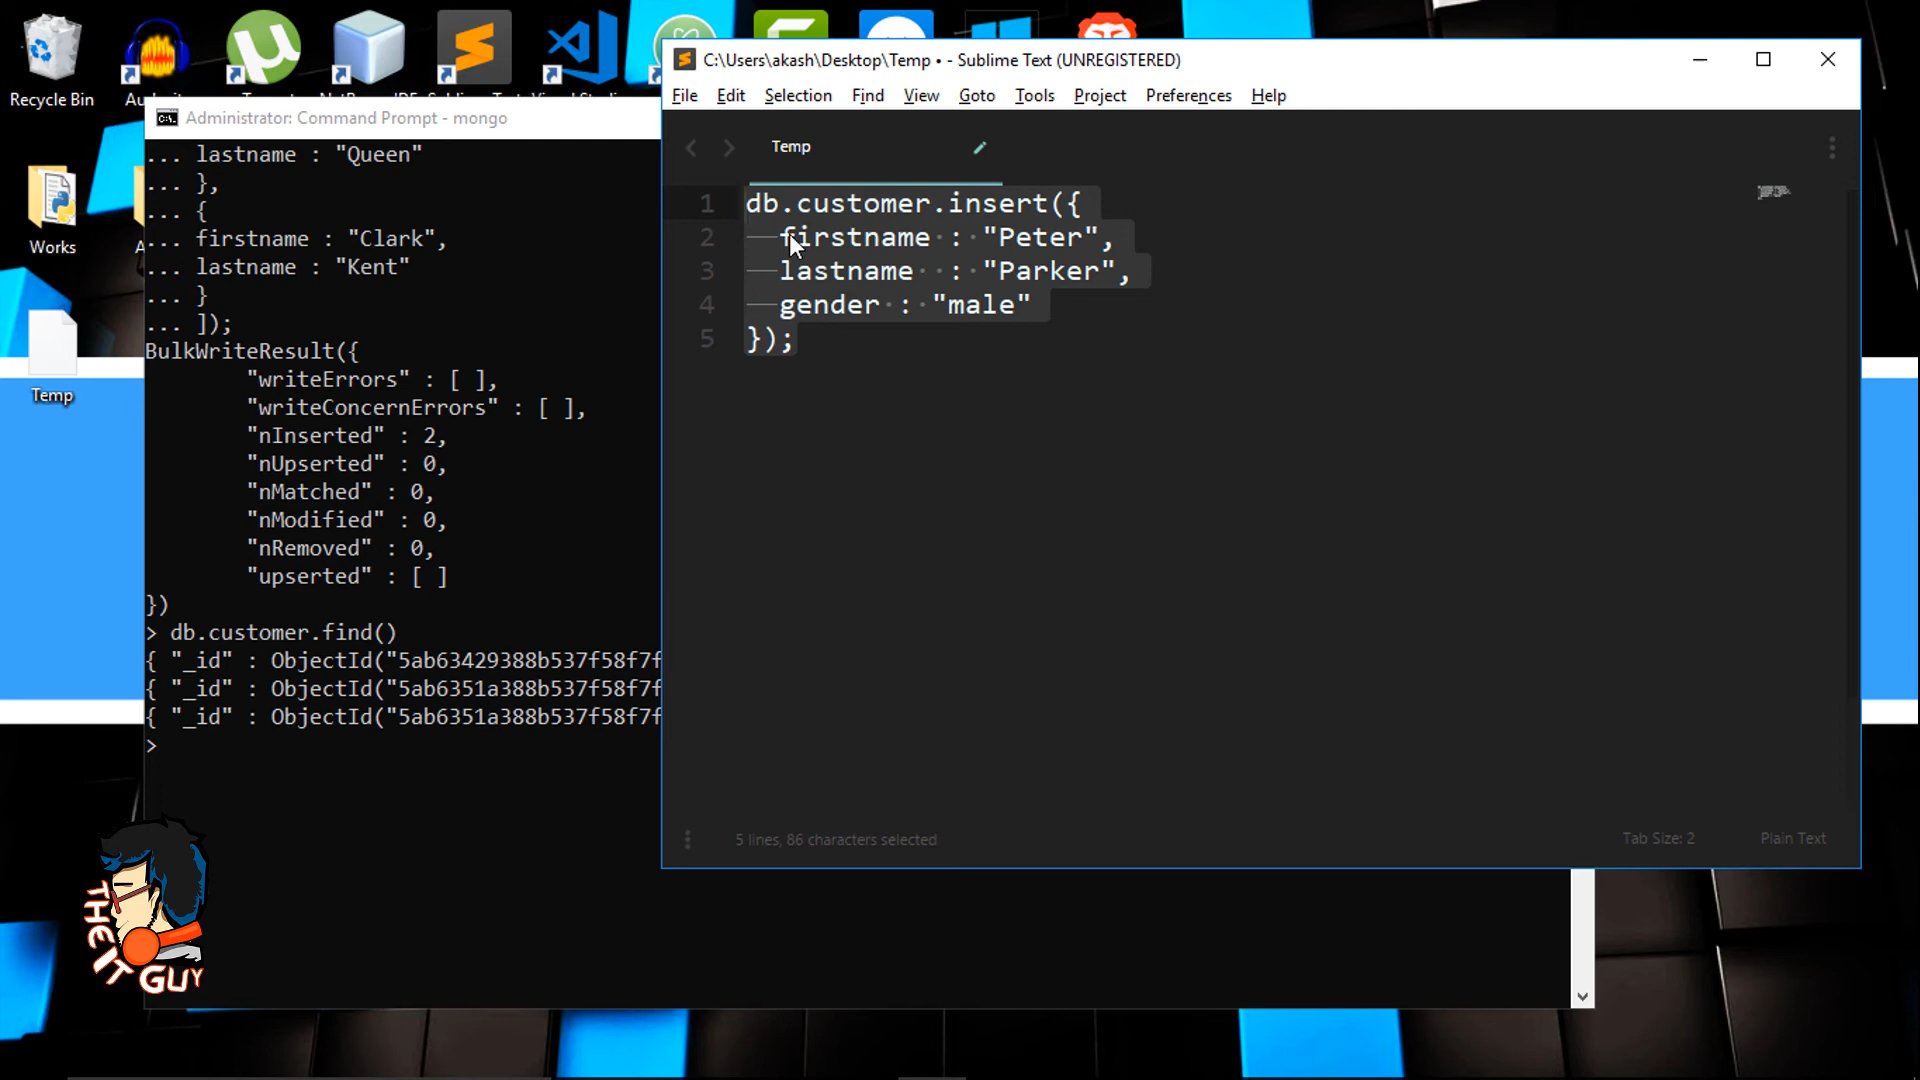 Recycle Bin
Works
Temp
Administrator: Command Prompt - mongo
... lastname : "Queen"
... },
... {
... firstname : "Clark",
... lastname : "Kent"
... }
... ]);
BulkWriteResult({
"writeErrors" : [ ],
"writeConcernErrors" : [ ],
"nInserted" : 2,
"nUpserted" : 0,
"nMatched" : 0,
"nModified" : 0,
"nRemoved" : 0,
"upserted" : [ ]
})
> db.customer.find()
{ "_id" : ObjectId("5ab63429388b537f58f7f
{ "_id" : ObjectId("5ab6351a388b537f58f7f
{ "_id" : ObjectId("5ab6351a388b537f58f7f
>
C:\Users\akash\Desktop\Temp • - Sublime Text (UNREGISTERED)
File Edit Selection Find View Goto Tools Project Preferences Help
Temp
1 db.customer.insert({
2 firstname : "Peter",
3 lastname : "Parker",
4 gender : "male"
5 });
5 lines, 86 characters selected
Tab Size: 2
Plain Text
THE IT GUY